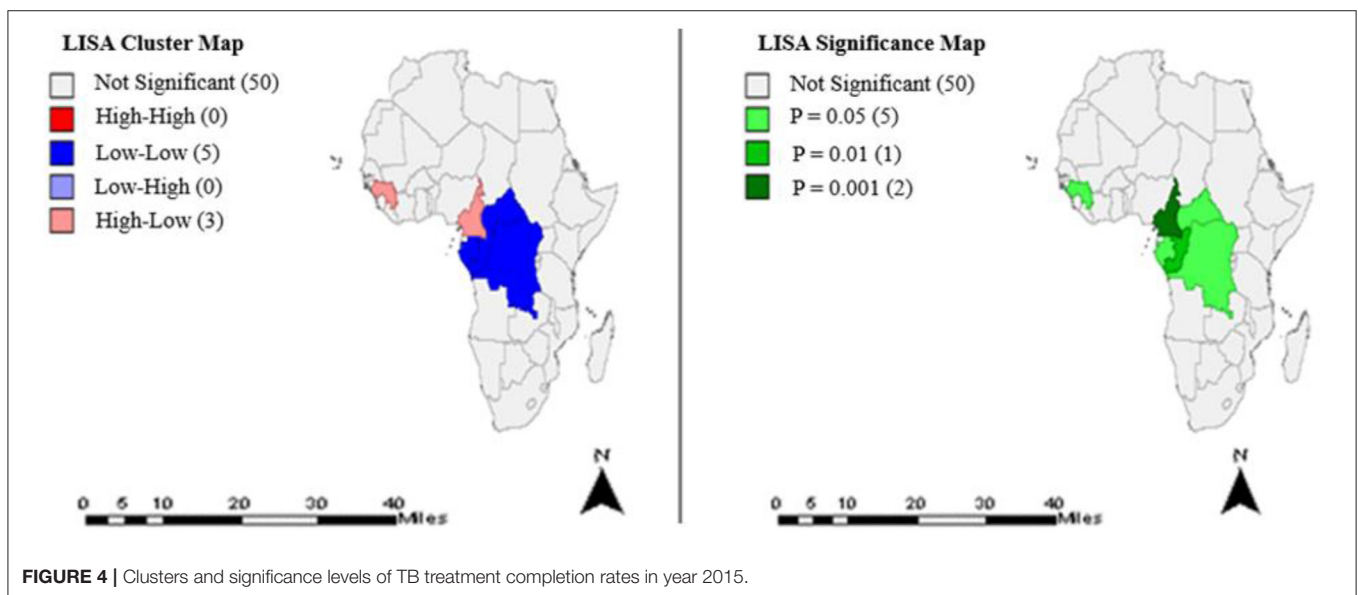 LISA Cluster Map
Not Significant (50)
High-High (0)
Low-Low (5)
Low-High (0)
High-Low (3)
N
0 5 10 20 30 40
Miles
LISA Significance Map
Not Significant (50)
P = 0.05 (5)
P = 0.01 (1)
P = 0.001 (2)
N
0 5 10 20 30 40
Miles
FIGURE 4 | Clusters and significance levels of TB treatment completion rates in year 2015.